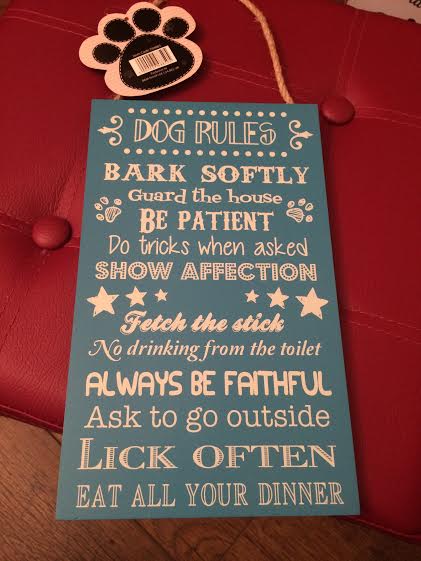 DOG RULES
BARK SOFTLY
Guard the house
BE PATIENT
Do tricks when asked
SHOW AFFECTION
Fetch the stick
No drinking from the toilet
ALWAYS BE FAITHFUL
Ask to go outside
LICK OFTEN
EAT ALL YOUR DINNER